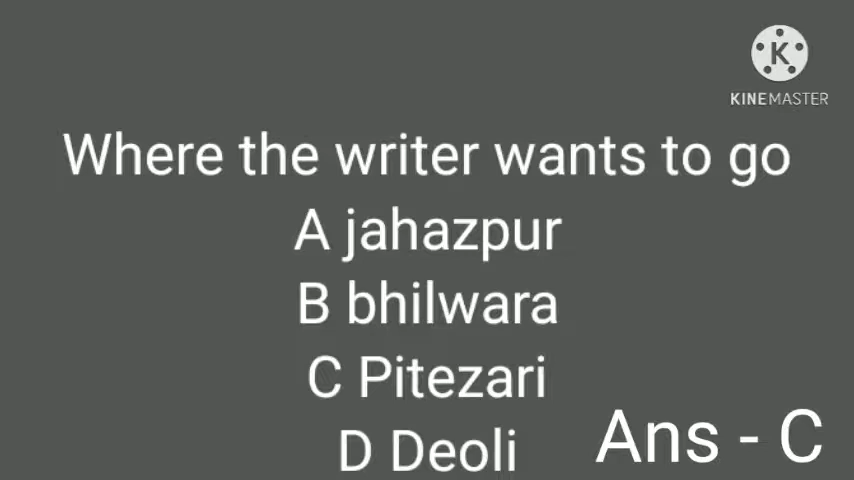 K
KINEMASTER
Where the writer wants to go
A jahazpur
B bhilwara
C Pitezari
D Deoli
Ans - C